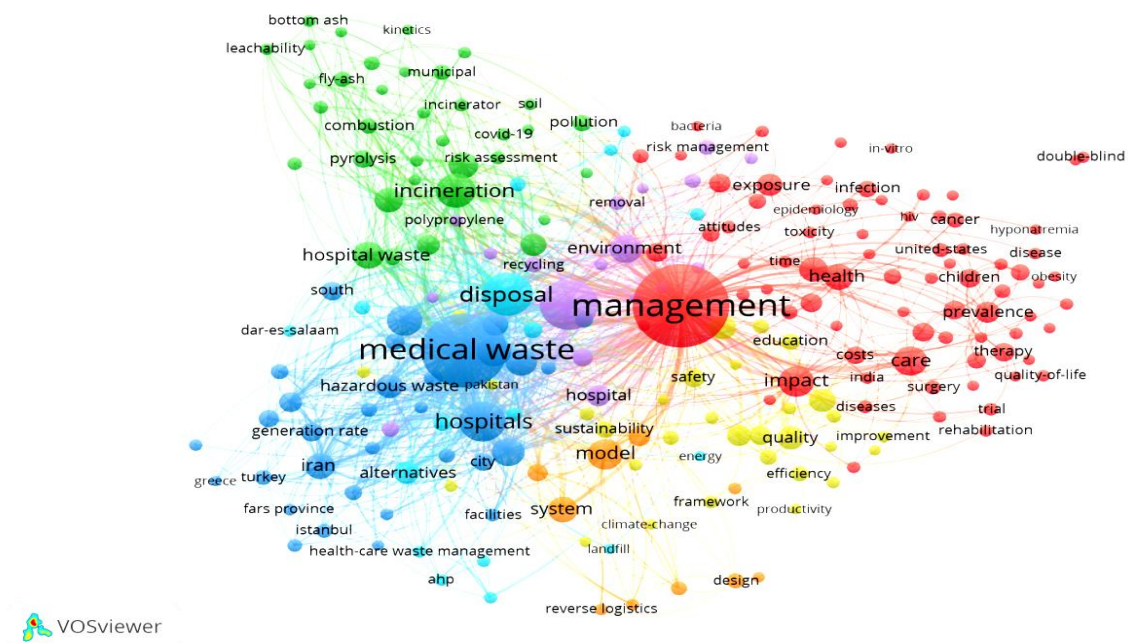 bottom ash
kinetics
leachability
fly-ash
municipal
incinerator
soil
combustion
covid-19
pollution
bacteria
pyrolysis
risk assessment
risk management
in-vitro
double-blind
incineration
exposure
infection
removal
epidemiology
polypropylene
attitudes
toxicity
hiv
cancer
hyponatremia
hospital waste
environment
united-states
disease
recycling
time
health
children
obesity
south
disposal
management
prevalence
dar-es-salaam
education
medical waste
costs
care
therapy
hazardous waste
pakistan
safety
impact
india
surgery
quality-of-life
hospital
diseases
trial
hospitals
sustainability
generation rate
quality
improvement
rehabilitation
model
energy
iran
city
alternatives
efficiency
greece
turkey
framework
fars province
facilities
system
productivity
istanbul
climate-change
health-care waste management
landfill
ahp
design
reverse logistics
VOSviewer